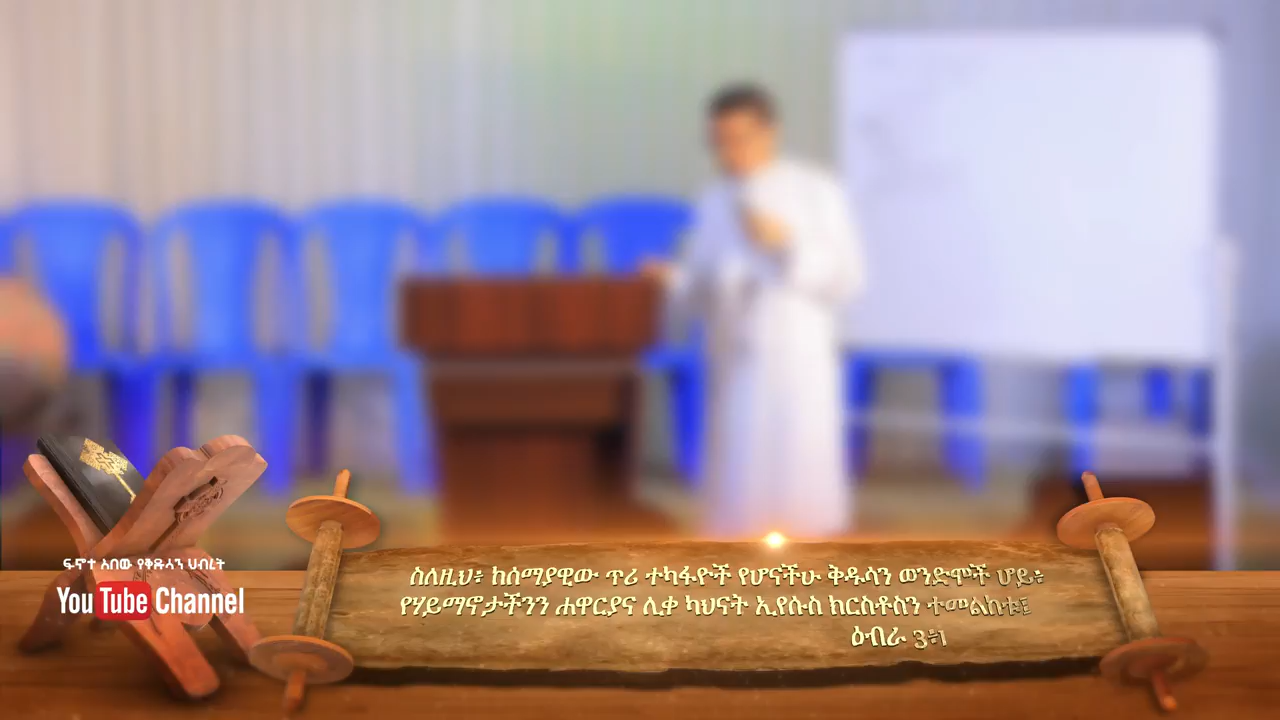 ስለዚህ፥ ከሰማያዊው ጥሪ ተካፋዮች የሆናችሁ ቅዱሳን ወንድሞች ሆይ፥
የሃይማኖታችንን ሐዋርያና ሊቀ ካህናት ኢየሱስ ክርስቶስን ተመልከቱ፤
ዕብራ 3፥1
ፍኖተ አበው የቅዱሳን ህብረት
You Tube Channel